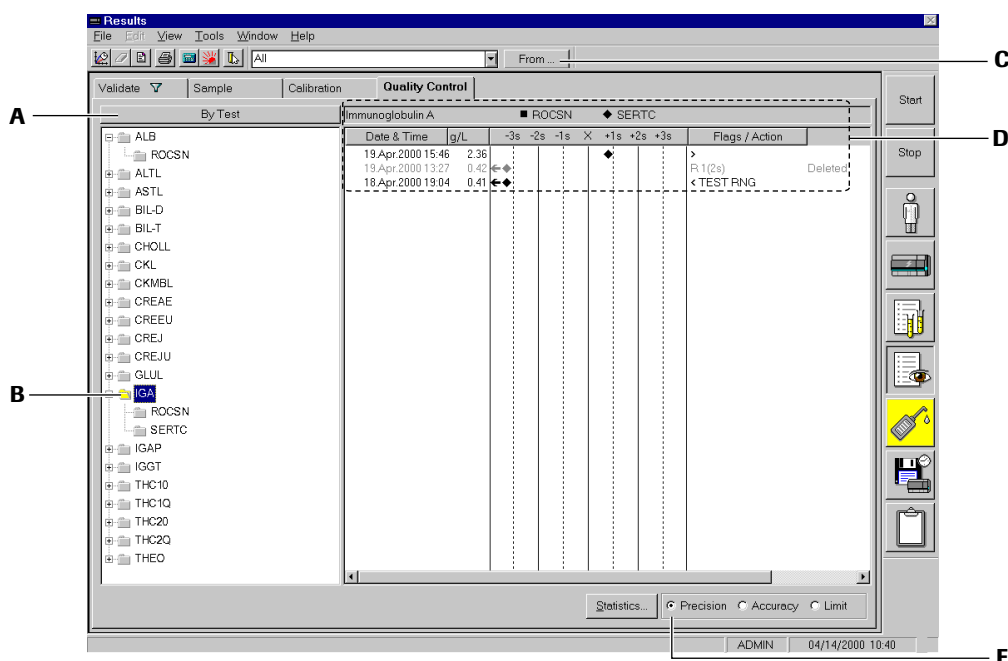 Results
File Edit View Tools Window Help
All From ...
C
Validate Sample Calibration Quality Control
Start
A
By Test
Immunoglobulin A ■ ROCSN ◆ SERTC
Date & Time g/L -3s -2s -1s X +1s +2s +3s Flags / Action
D
ALB
ROCSN
19.Apr.2000 15:46 2.36 >
19.Apr.2000 13:27 0.42 R 1(2s) Deleted
18.Apr.2000 19:04 0.41 < TEST RNG
Stop
ALTL
ASTL
BIL-D
BIL-T
CHOLL
CKL
CKMBL
CREAE
CREEU
CREJ
CREJU
GLUL
B
IGA
ROCSN
SERTC
IGAP
IGGT
THC10
THC1Q
THC20
THC2Q
THEO
Statistics... Precision Accuracy Limit
ADMIN 04/14/2000 10:40